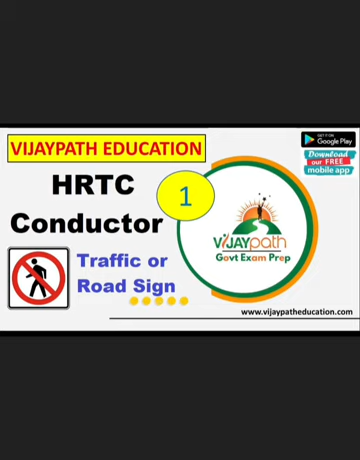 VIJAYPATH EDUCATION
GET IT ON
Google Play
Download
our FREE
mobile app
HRTC
Conductor
1
Traffic or
Road Sign
VIJAYpath
Govt Exam Prep
www.vijaypatheducation.com